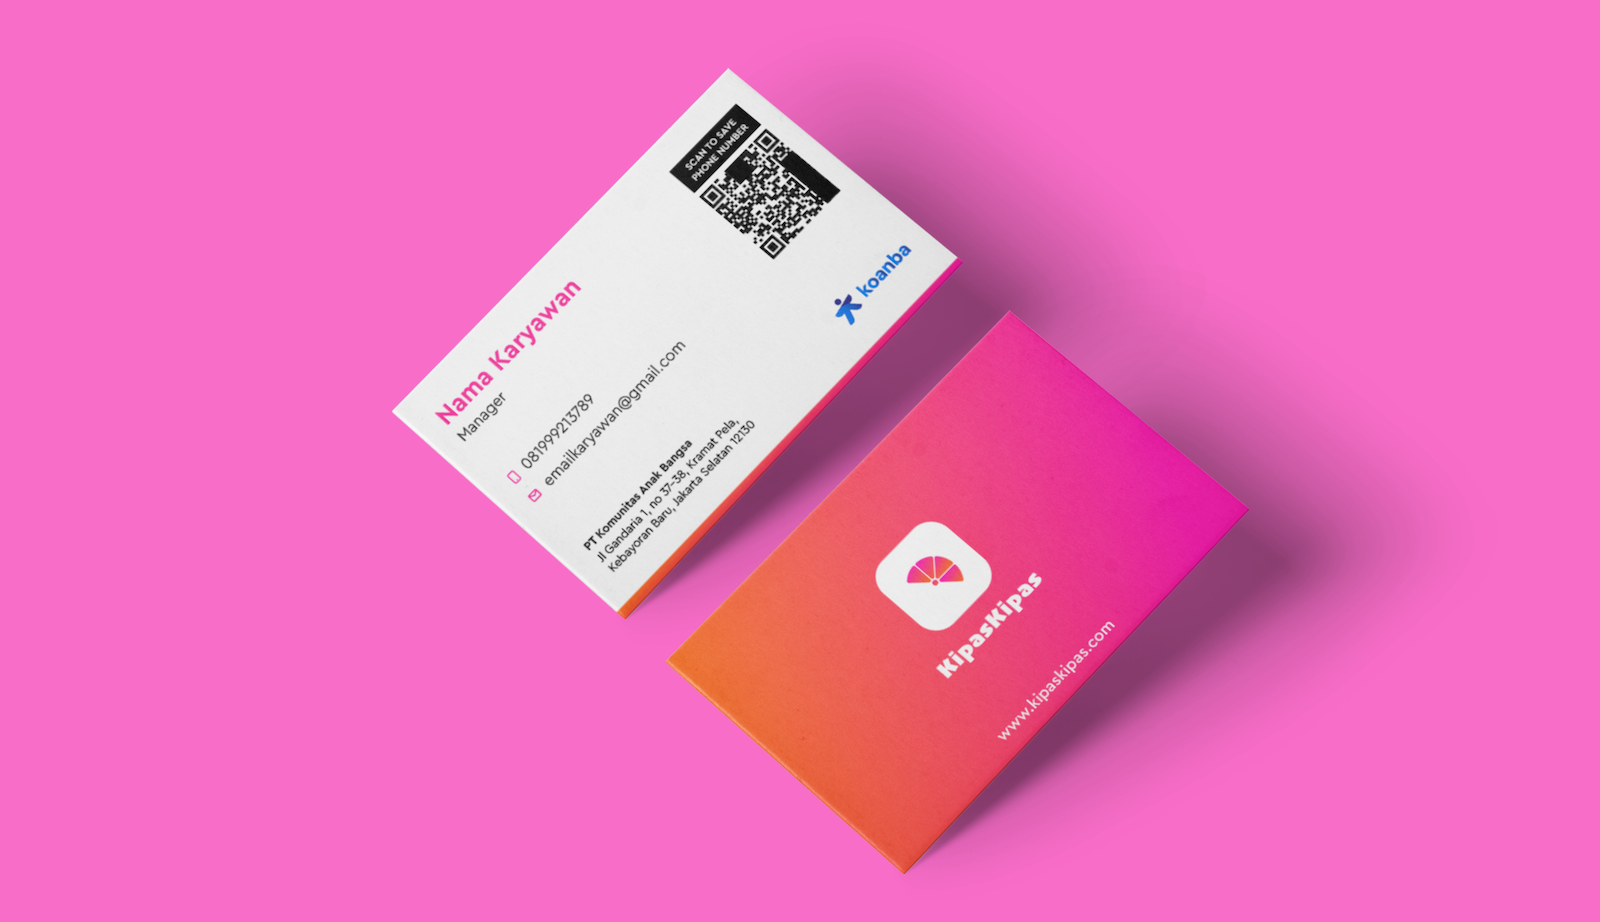 SCAN TO SAVE
PHONE NUMBER
koanba
Nama Karyawan
Manager
081999213789
emailkaryawan@gmail.com
PT Komunitas Anak Bangsa
Jl Gandaria 1, no 37-38, Kramat Pela,
Kebayoran Baru, Jakarta Selatan 12130
KipasKipas
www.kipaskipas.com